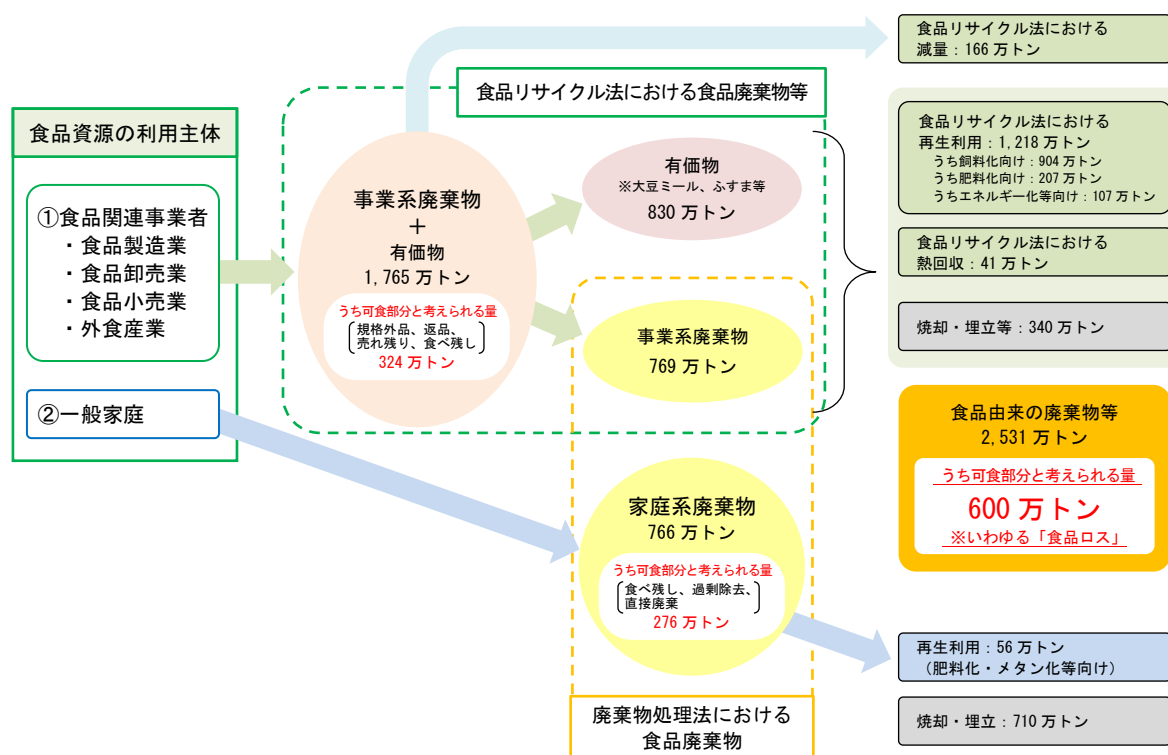 食品リサイクル法における
減量：166 万トン
食品リサイクル法における食品廃棄物等
食品資源の利用主体
①食品関連事業者
・食品製造業
・食品卸売業
・食品小売業
・外食産業
②一般家庭
事業系廃棄物
＋
有価物
1,765 万トン
うち可食部分と考えられる量
規格外品、返品、
売れ残り、食べ残し
324 万トン
有価物
※大豆ミール、ふすま等
830 万トン
事業系廃棄物
769 万トン
家庭系廃棄物
766 万トン
うち可食部分と考えられる量
食べ残し、過剰除去、
直接廃棄
276 万トン
廃棄物処理法における
食品廃棄物
食品リサイクル法における
再生利用：1,218 万トン
うち飼料化向け：904 万トン
うち肥料化向け：207 万トン
うちエネルギー化等向け：107 万トン
食品リサイクル法における
熱回収：41 万トン
焼却・埋立等：340 万トン
食品由来の廃棄物等
2,531 万トン
うち可食部分と考えられる量
600 万トン
※いわゆる「食品ロス」
再生利用：56 万トン
（肥料化・メタン化等向け）
焼却・埋立：710 万トン